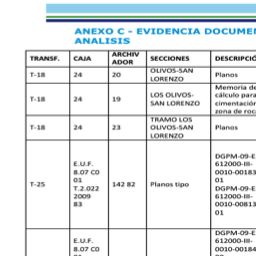 ANEXO C - EVIDENCIA DOCUMEN
ANALISIS
TRANSF. CAJA ARCHIV ADOR SECCIONES DESCRIPCIÓ
T-18 24 20 OLIVOS-SAN LORENZO Planos
T-18 24 19 LOS OLIVOS-SAN LORENZO Memoria de cálculo para cimentación zona de roca
T-18 24 23 TRAMO LOS OLIVOS-SAN LORENZO Planos
T-25 E.U.F. 8.07 C0 01 T.2.022 2009 83 142 82 Planos tipo DGPM-09-E 612000-III-0010-00183 01 DGPM-09-E 612000-III-0010-00813 01
E.U.F. 8.07 C0 DGPM-09-E 612000-III-0010-00184